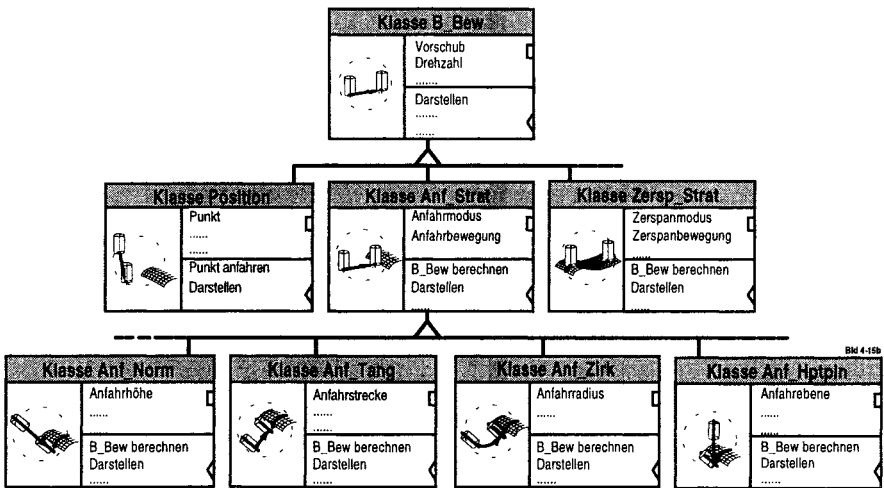 Klasse B_Bew
Vorschub
Drehzahl
.......
Darstellen
.......
......
Klasse Position
Punkt
......
......
Punkt anfahren
Darstellen
Klasse Anf_Strat
Anfahrmodus
Anfahrbewegung
B_Bew berechnen
Darstellen
......
Klasse Zersp_Strat
Zerspanmodus
Zerspanbewegung
......
B_Bew berechnen
Darstellen
......
Bild 4-15b
Klasse Anf_Norm
Anfahrhöhe
......
......
B_Bew berechnen
Darstellen
......
Klasse Anf_Tang
Anfahrstrecke
......
......
B_Bew berechnen
Darstellen
......
Klasse Anf_Zirk
Anfahrradius
......
B_Bew berechnen
Darstellen
......
Klasse Anf_Hptpln
Anfahrebene
......
......
B_Bew berechnen
Darstellen
......